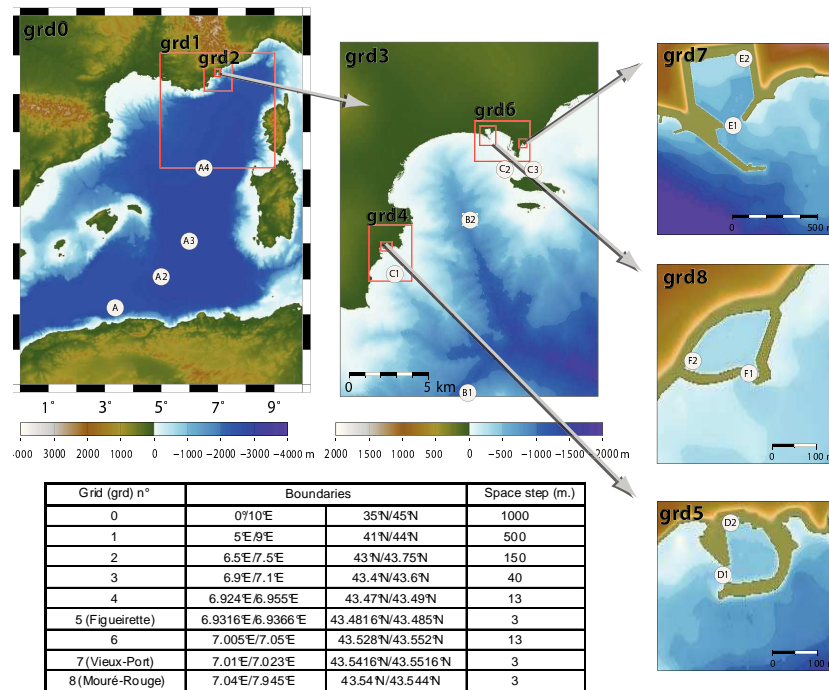 grd0
grd1
grd2
A4
A3
A2
A
1° 3° 5° 7° 9°
3000 2000 1000 0 −1000 −2000 −3000 −4000 m
grd3
grd6
C2
C3
B2
grd4
C1
B1
0 5 km
2000 1500 1000 500 0 −500 −1000 −1500 −2000 m
grd7
E2
E1
0 500 m
grd8
F2
F1
0 100 m
grd5
D2
D1
0 100 m
Grid (grd) n° Boundaries Space step (m.)
0 0°/10°E 35°N/45°N 1000
1 5°E/9°E 41°N/44°N 500
2 6.5°E/7.5°E 43°N/43.75°N 150
3 6.9°E/7.1°E 43.4°N/43.6°N 40
4 6.924°E/6.955°E 43.47°N/43.49°N 13
5 (Figueirette) 6.9316°E/6.9366°E 43.4816°N/43.485°N 3
6 7.005°E/7.05°E 43.528°N/43.552°N 13
7 (Vieux-Port) 7.01°E/7.023°E 43.5416°N/43.5516°N 3
8 (Mouré-Rouge) 7.04°E/7.945°E 43.54°N/43.544°N 3